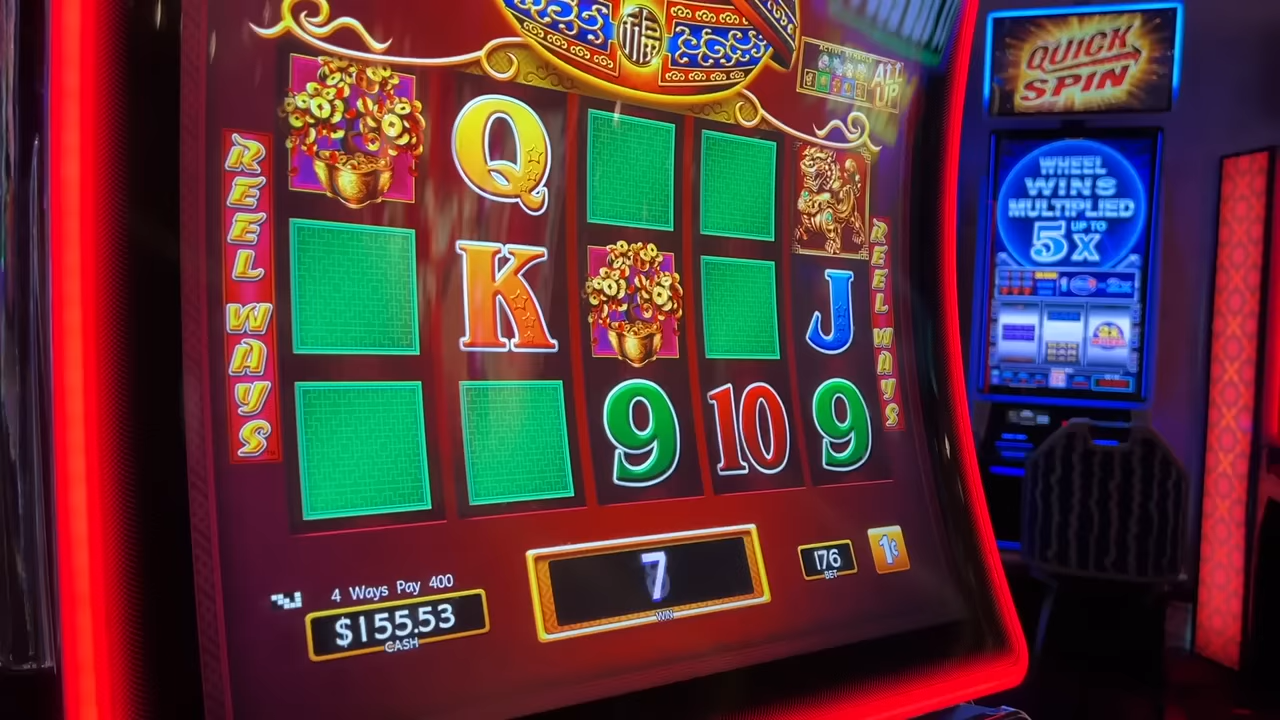 福
ALL
UP
REEL WAYS
Q
K
J
9
10
9
REEL WAYS
4 Ways Pay 400
$155.53
CASH
7
WIN
176
BET
1¢
QUICK
SPIN
WHEEL
WINS
MULTIPLIED
UP TO
5X